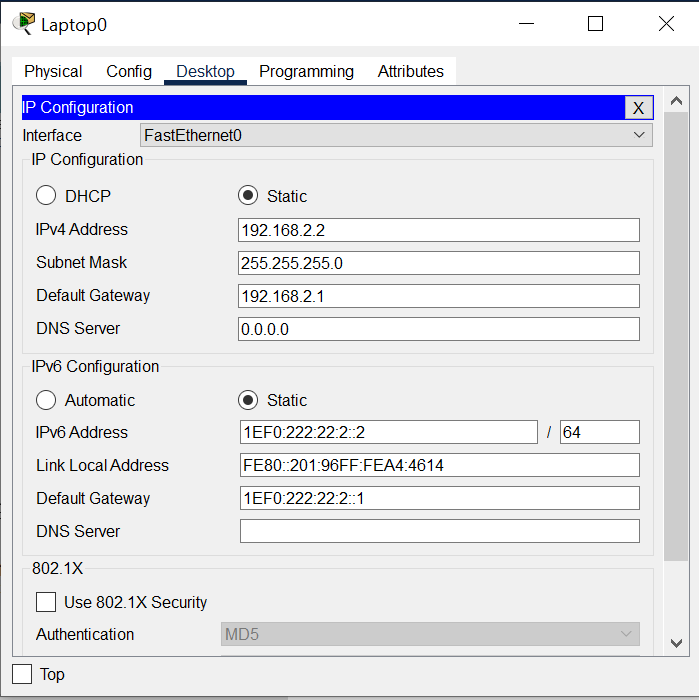 Laptop0
Physical Config Desktop Programming Attributes
IP Configuration X
Interface FastEthernet0
IP Configuration
DHCP Static
IPv4 Address 192.168.2.2
Subnet Mask 255.255.255.0
Default Gateway 192.168.2.1
DNS Server 0.0.0.0
IPv6 Configuration
Automatic Static
IPv6 Address 1EF0:222:22:2::2 / 64
Link Local Address FE80::201:96FF:FEA4:4614
Default Gateway 1EF0:222:22:2::1
DNS Server
802.1X
Use 802.1X Security
Authentication MD5
Top